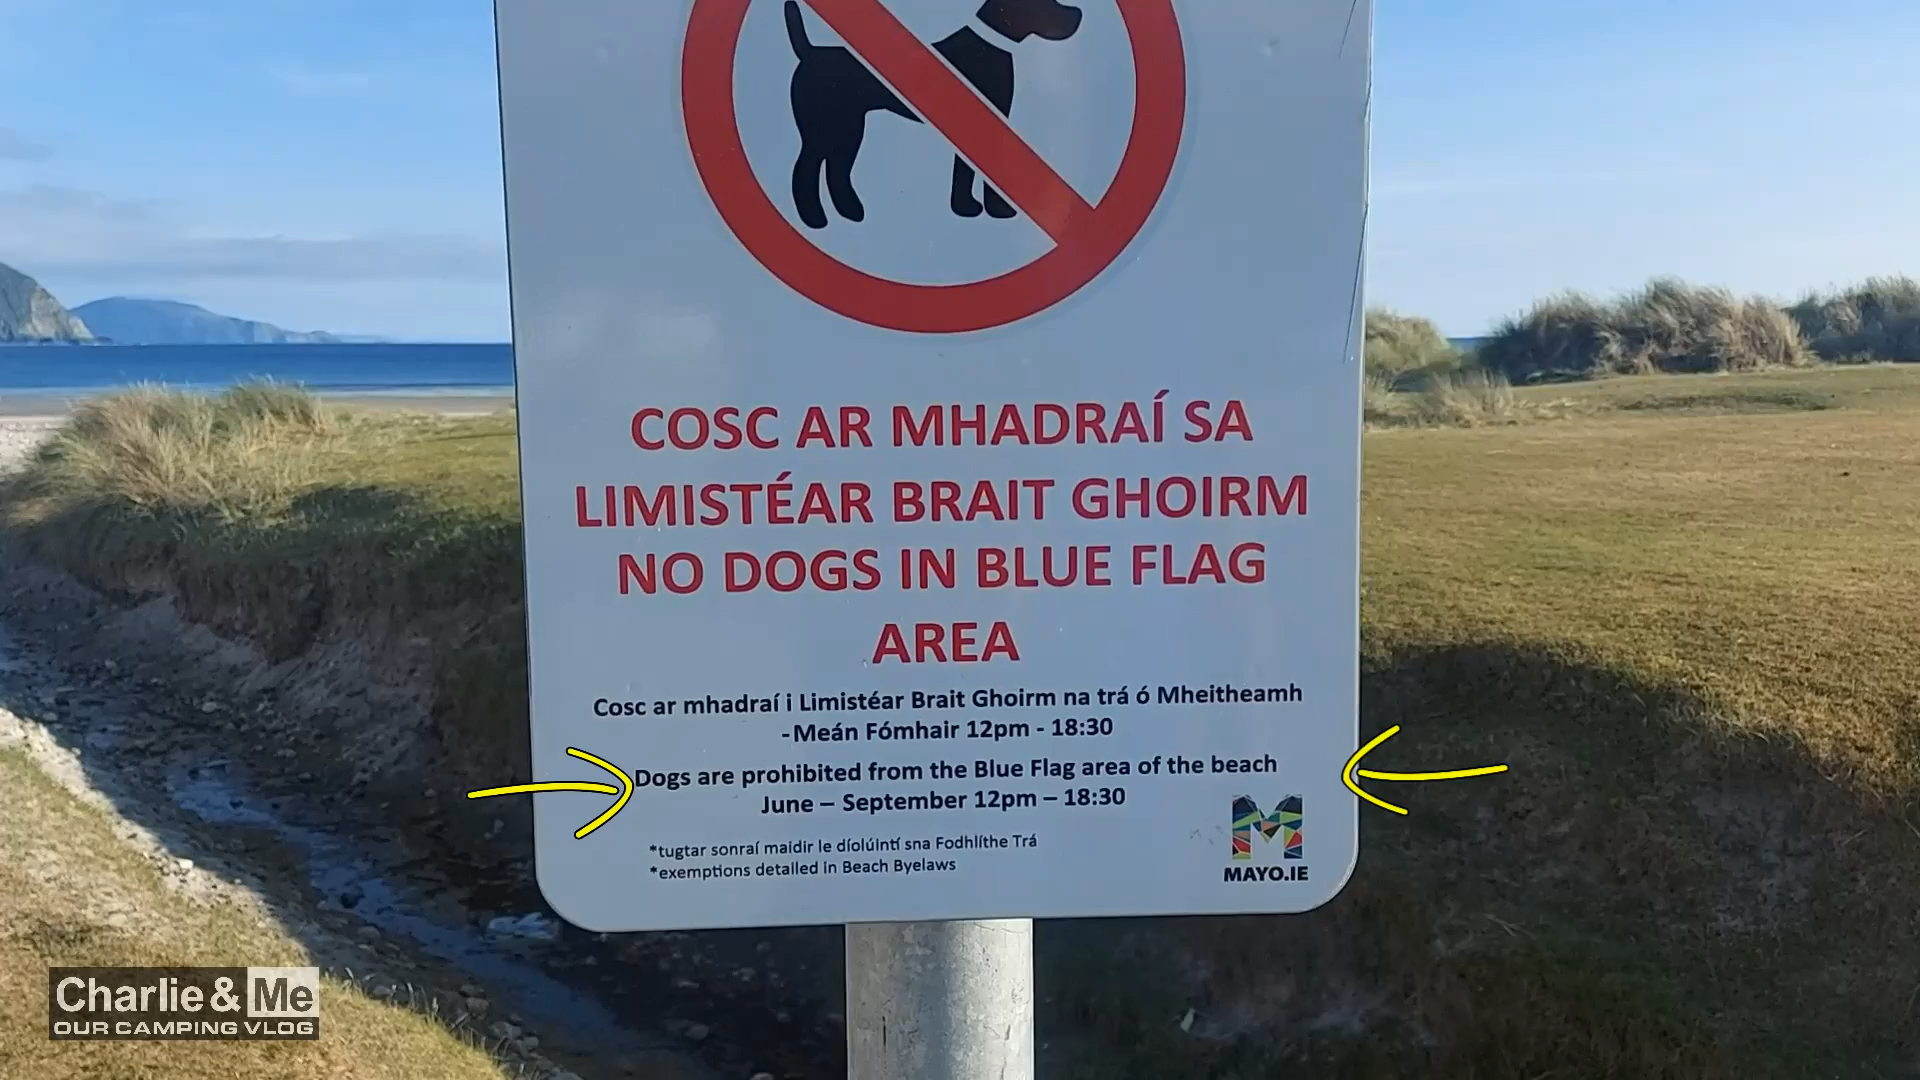 COSC AR MHADRAÍ SA
LIMISTÉAR BRAIT GHOIRM
NO DOGS IN BLUE FLAG
AREA
Cosc ar mhadraí i Limistéar Brait Ghoirm na trá ó Mheitheamh
- Meán Fómhair 12pm - 18:30
Dogs are prohibited from the Blue Flag area of the beach
June – September 12pm – 18:30
*tugtar sonraí maidir le díolúintí sna Fodhlíthe Trá
*exemptions detailed in Beach Byelaws
MAYO.IE
Charlie & Me
OUR CAMPING VLOG